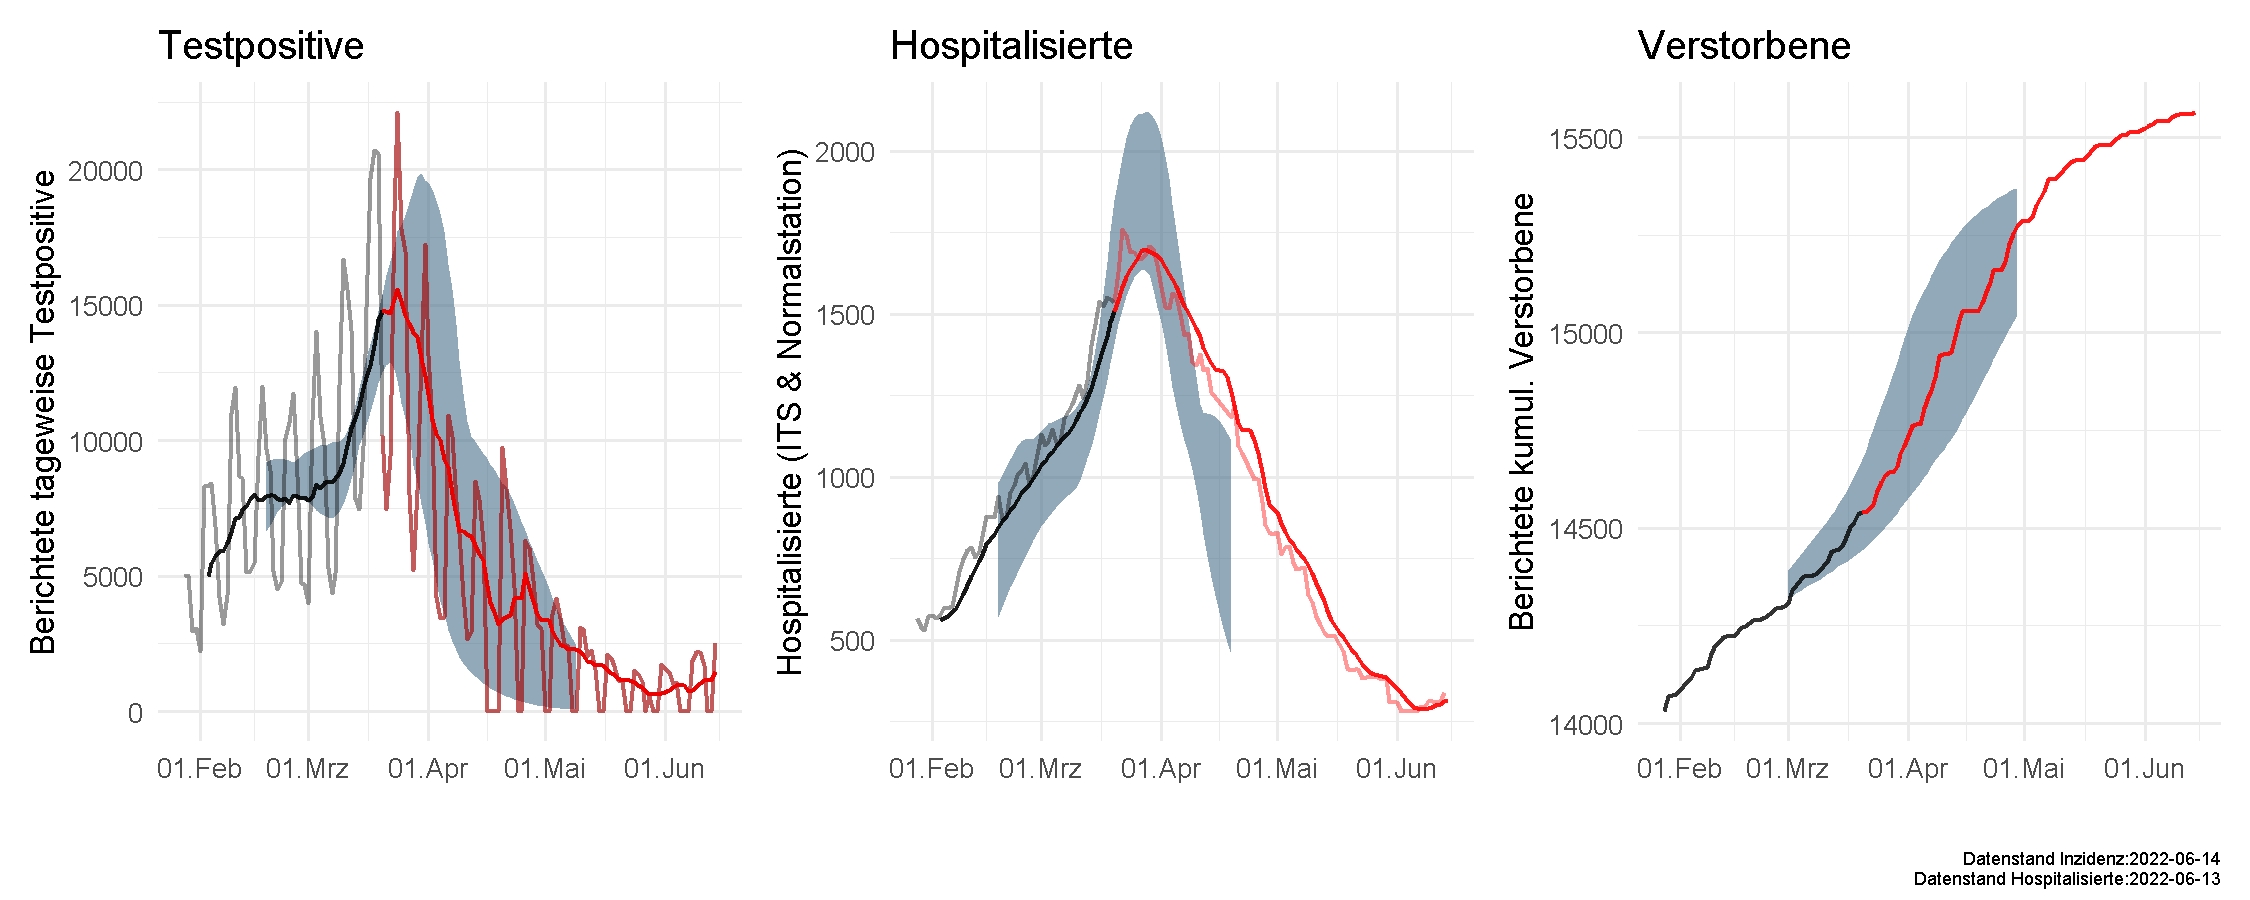 Testpositive
Berichtete tageweise Testpositive
20000
15000
10000
5000
0
01.Feb 01.Mrz 01.Apr 01.Mai 01.Jun
Hospitalisierte
Hospitalisierte (ITS & Normalstation)
2000
1500
1000
500
01.Feb 01.Mrz 01.Apr 01.Mai 01.Jun
Verstorbene
Berichtete kumul. Verstorbene
15500
15000
14500
14000
01.Feb 01.Mrz 01.Apr 01.Mai 01.Jun
Datenstand Inzidenz:2022-06-14
Datenstand Hospitalisierte:2022-06-13